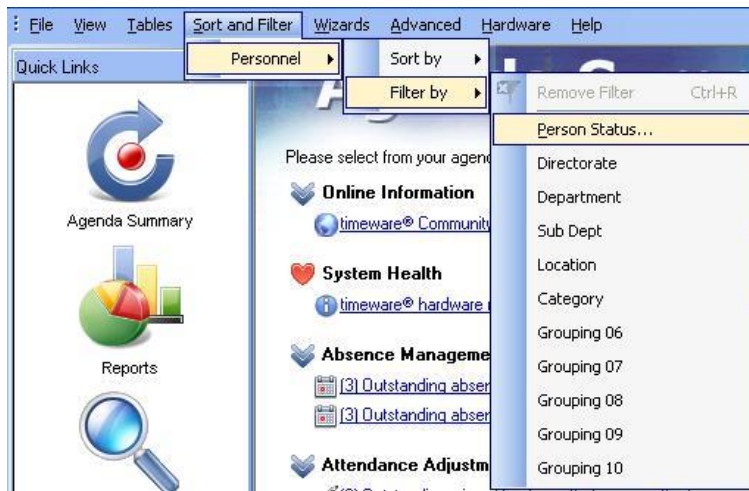 File View Tables Sort and Filter Wizards Advanced Hardware Help
Quick Links
Personnel
Sort by
Filter by
Remove Filter Ctrl+R
Person Status...
Directorate
Department
Sub Dept
Location
Category
Grouping 06
Grouping 07
Grouping 08
Grouping 09
Grouping 10
Agenda Summary
Reports
Please select from your agen
Online Information
timeware® Communit
System Health
timeware® hardware
Absence Manageme
(3) Outstanding abser
(3) Outstanding abser
Attendance Adjustm